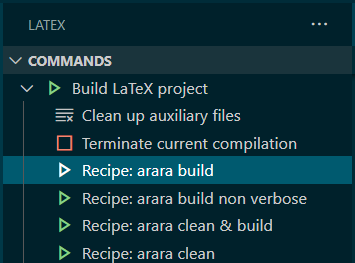 LATEX
COMMANDS
Build LaTeX project
Clean up auxiliary files
Terminate current compilation
Recipe: arara build
Recipe: arara build non verbose
Recipe: arara clean & build
Recipe: arara clean